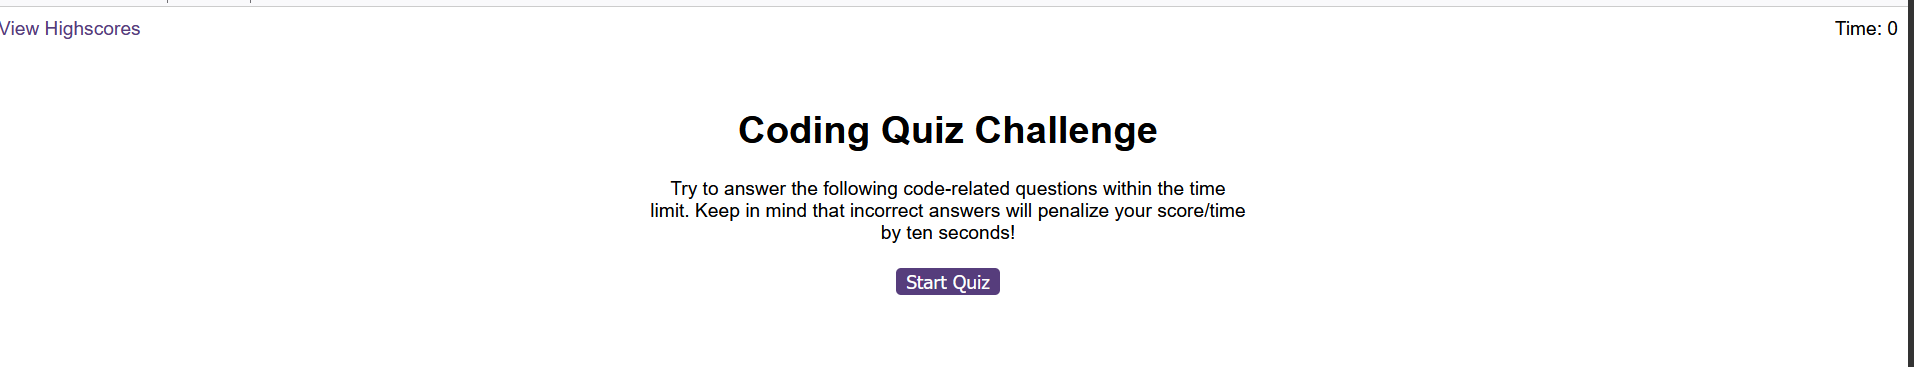 View Highscores
Time: 0
Coding Quiz Challenge
Try to answer the following code-related questions within the time
limit. Keep in mind that incorrect answers will penalize your score/time
by ten seconds!
Start Quiz